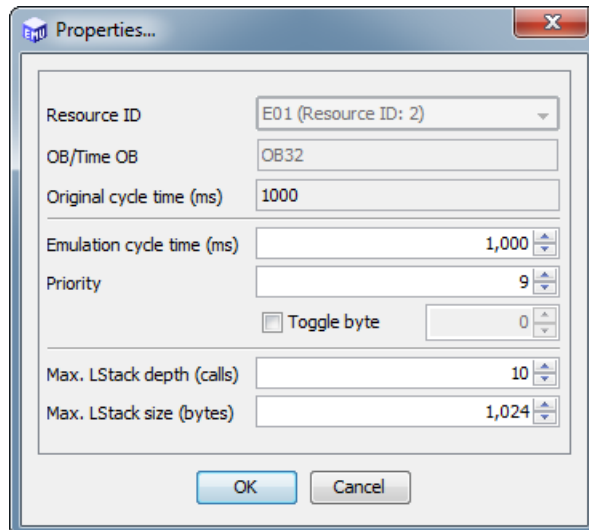 EMU Properties...
Resource ID E01 (Resource ID: 2)
OB/Time OB OB32
Original cycle time (ms) 1000
Emulation cycle time (ms) 1,000
Priority 9
Toggle byte 0
Max. LStack depth (calls) 10
Max. LStack size (bytes) 1,024
OK Cancel